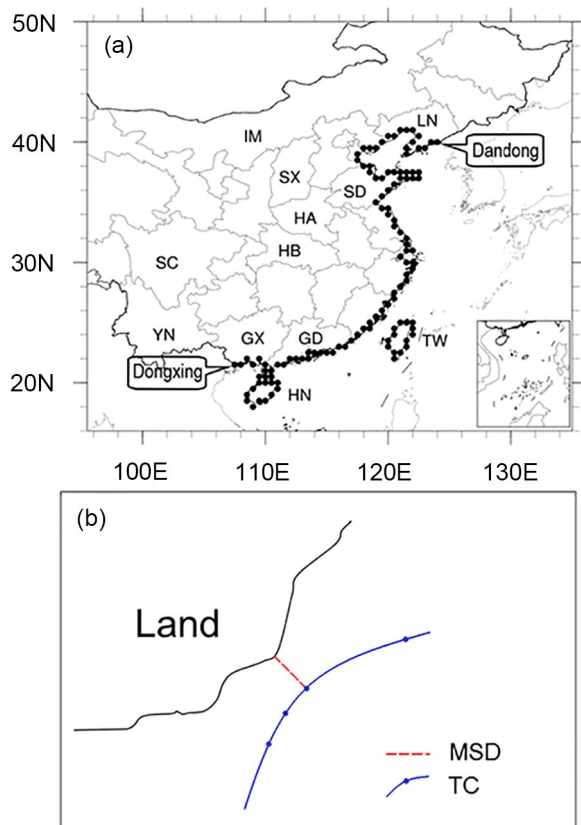 50N
(a)
LN
40N
IM
Dandong
SX
SD
HA
HB
30N
SC
YN
GX
GD
TW
Dongxing
20N
HN
100E 110E 120E 130E
(b)
Land
MSD
TC